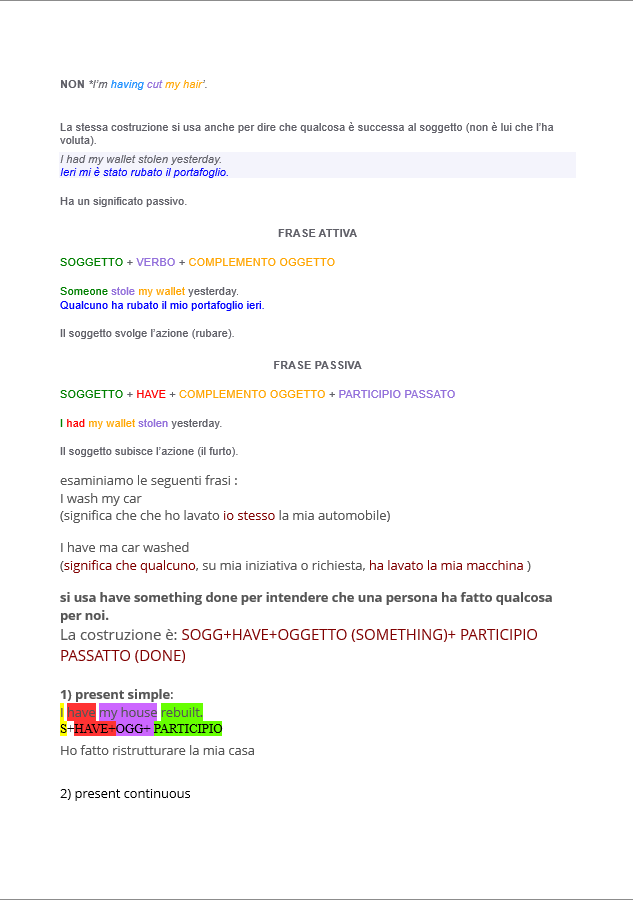 NON *I'm having cut my hair'.
La stessa costruzione si usa anche per dire che qualcosa è successa al soggetto (non è lui che l'ha
voluta).
I had my wallet stolen yesterday.
Ieri mi è stato rubato il portafoglio.
Ha un significato passivo.
FRASE ATTIVA
SOGGETTO + VERBO + COMPLEMENTO OGGETTO
Someone stole my wallet yesterday.
Qualcuno ha rubato il mio portafoglio ieri.
Il soggetto svolge l'azione (rubare).
FRASE PASSIVA
SOGGETTO + HAVE + COMPLEMENTO OGGETTO + PARTICIPIO PASSATO
I had my wallet stolen yesterday.
Il soggetto subisce l'azione (il furto).
esaminiamo le seguenti frasi :
I wash my car
(significa che che ho lavato io stesso la mia automobile)
I have ma car washed
(significa che qualcuno, su mia iniziativa o richiesta, ha lavato la mia macchina )
si usa have something done per intendere che una persona ha fatto qualcosa
per noi.
La costruzione è: SOGG+HAVE+OGGETTO (SOMETHING)+ PARTICIPIO
PASSATTO (DONE)
1) present simple:
I have my house rebuilt.
S+HAVE+OGG+ PARTICIPIO
Ho fatto ristrutturare la mia casa
2) present continuous